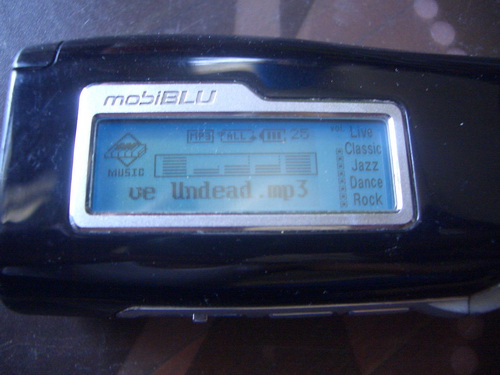 mobiBLU
MP3 ALL 26
MUSIC
ve Undead.mp3
Live
Classic
Jazz
Dance
Rock